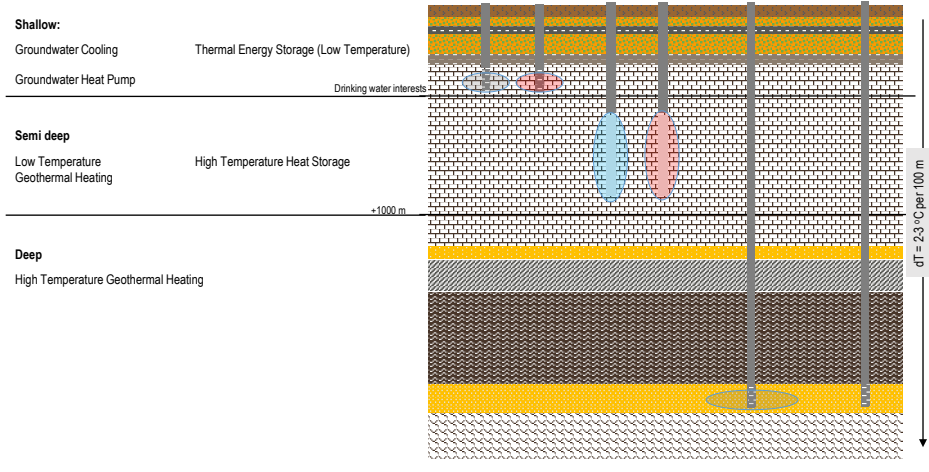 Shallow:
Groundwater Cooling
Thermal Energy Storage (Low Temperature)
Groundwater Heat Pump
Drinking water interests
Semi deep
Low Temperature
Geothermal Heating
High Temperature Heat Storage
+1000 m
Deep
High Temperature Geothermal Heating
dT = 2-3 ºC per 100 m